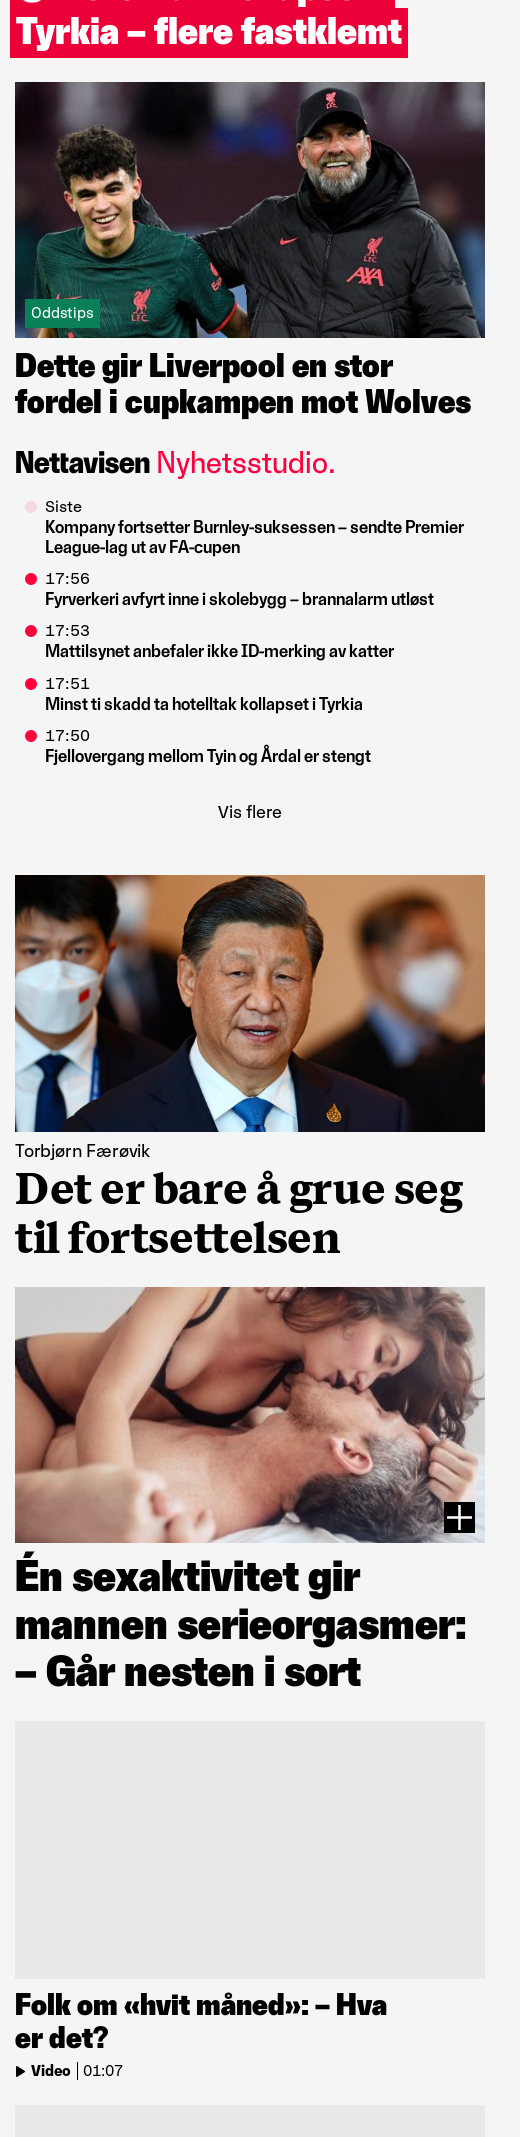 Tyrkia – flere fastklemt
LFC
LFC
AXA
Oddstips
Dette gir Liverpool en stor
fordel i cupkampen mot Wolves
Nettavisen Nyhetsstudio.
Siste
Kompany fortsetter Burnley-suksessen – sendte Premier
League-lag ut av FA-cupen
17:56
Fyrverkeri avfyrt inne i skolebygg – brannalarm utløst
17:53
Mattilsynet anbefaler ikke ID-merking av katter
17:51
Minst ti skadd ta hotelltak kollapset i Tyrkia
17:50
Fjellovergang mellom Tyin og Årdal er stengt
Vis flere
Torbjørn Færøvik
Det er bare å grue seg
til fortsettelsen
Én sexaktivitet gir
mannen serieorgasmer:
– Går nesten i sort
Folk om «hvit måned»: – Hva
er det?
Video | 01:07